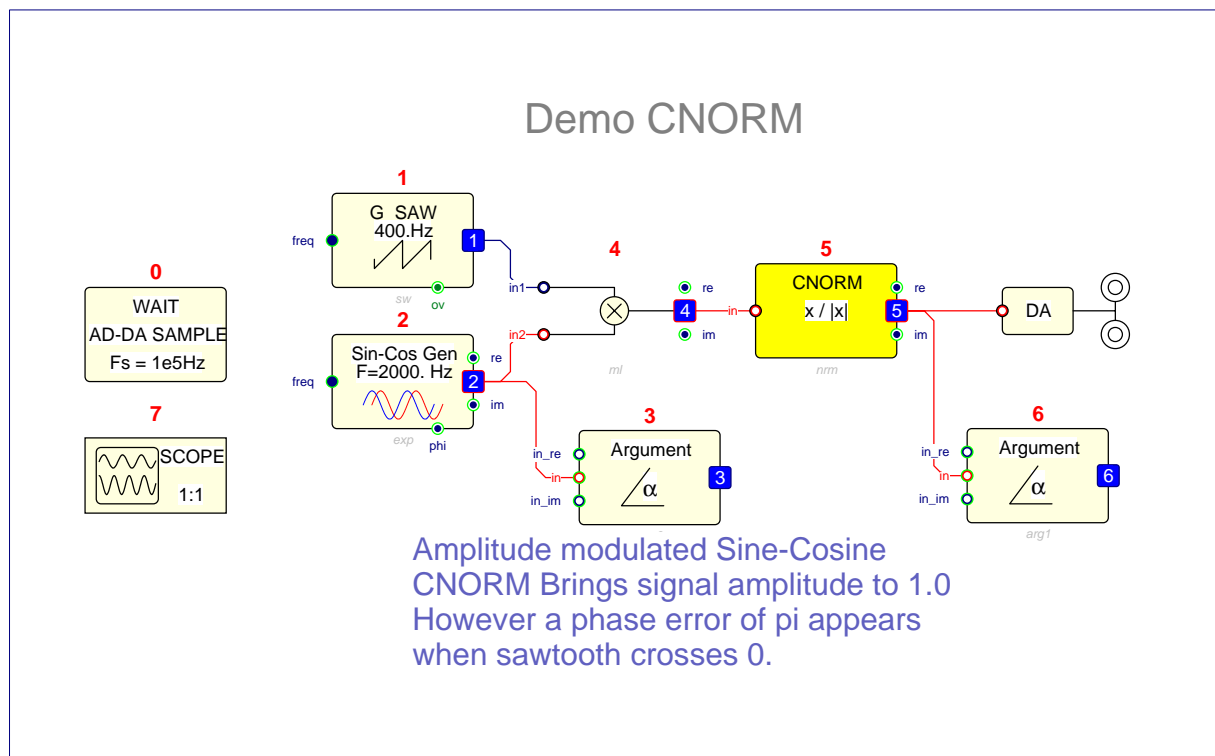 Demo CNORM
1
G SAW
400.Hz
freq
1
sw
ov
0
WAIT
AD-DA SAMPLE
Fs = 1e5Hz
2
Sin-Cos Gen
F=2000. Hz
freq
re
2
im
exp
phi
in1
in2
4
ml
re
4
im
5
CNORM
x / |x|
in
nrm
re
5
im
DA
7
SCOPE
1:1
3
Argument
α
in_re
in
in_im
3
6
Argument
α
in_re
in
in_im
6
arg1
Amplitude modulated Sine-Cosine
CNORM Brings signal amplitude to 1.0
However a phase error of pi appears
when sawtooth crosses 0.